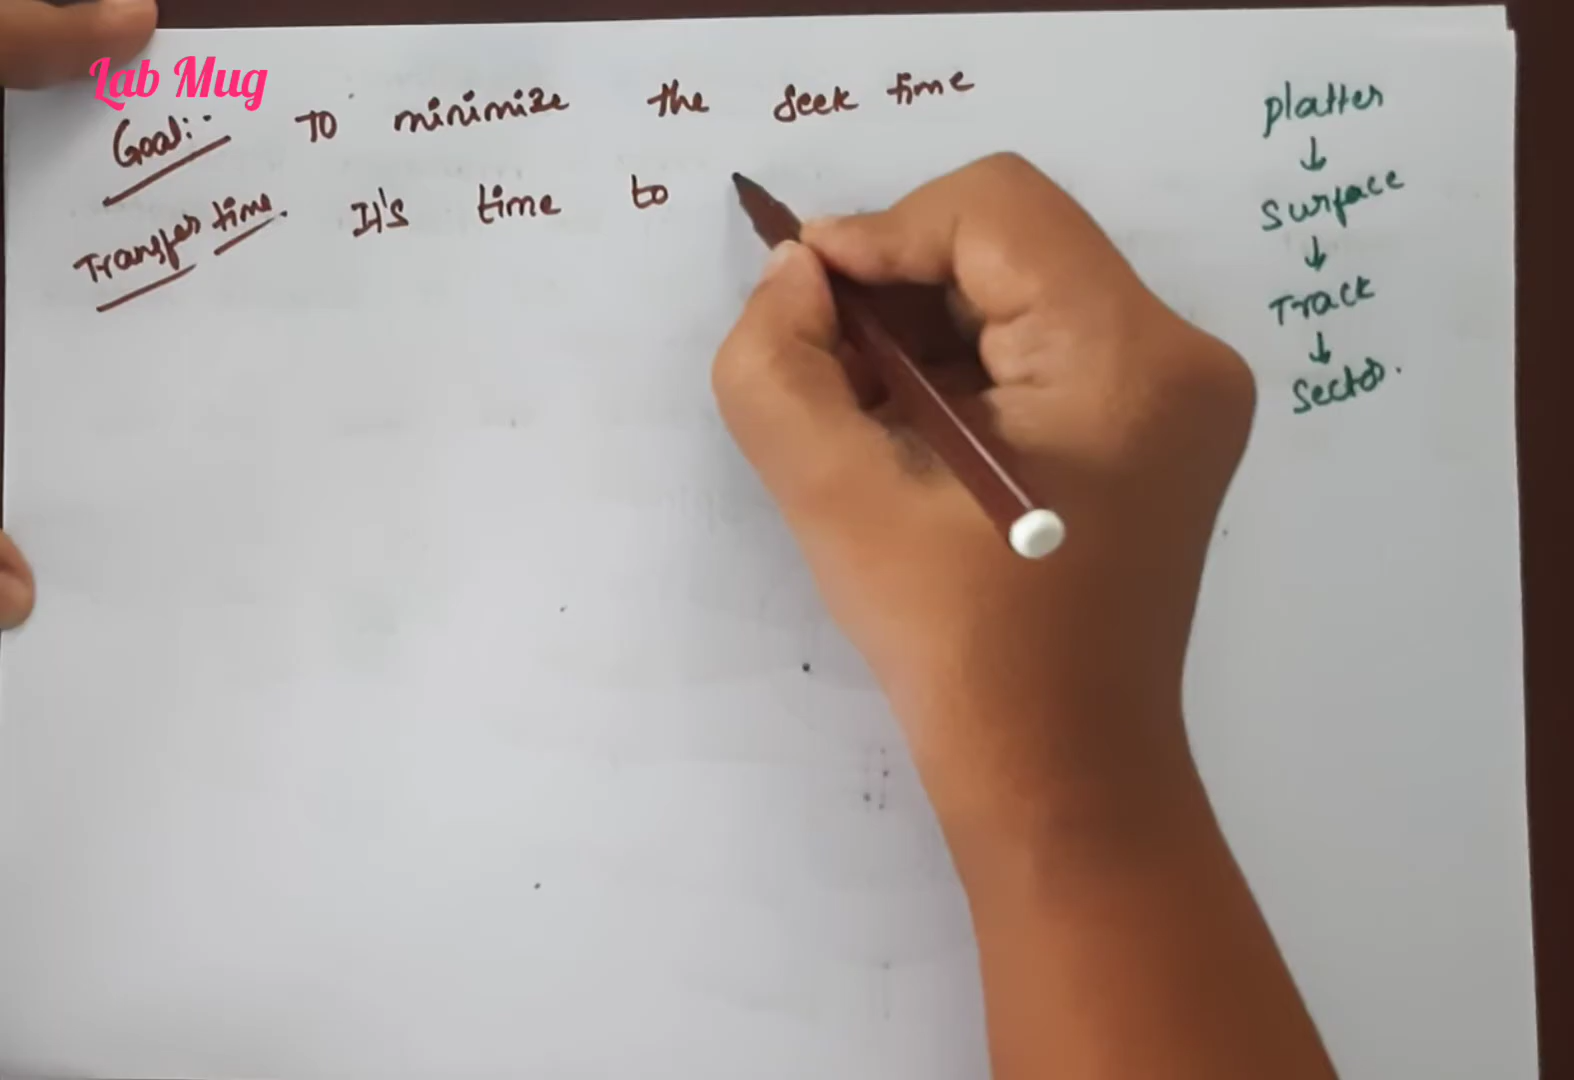 Lab Mug
Goal:- To minimize the seek time
Transfer time. It's time to
platter
↓
Surface
↓
Track
↓
Sector.